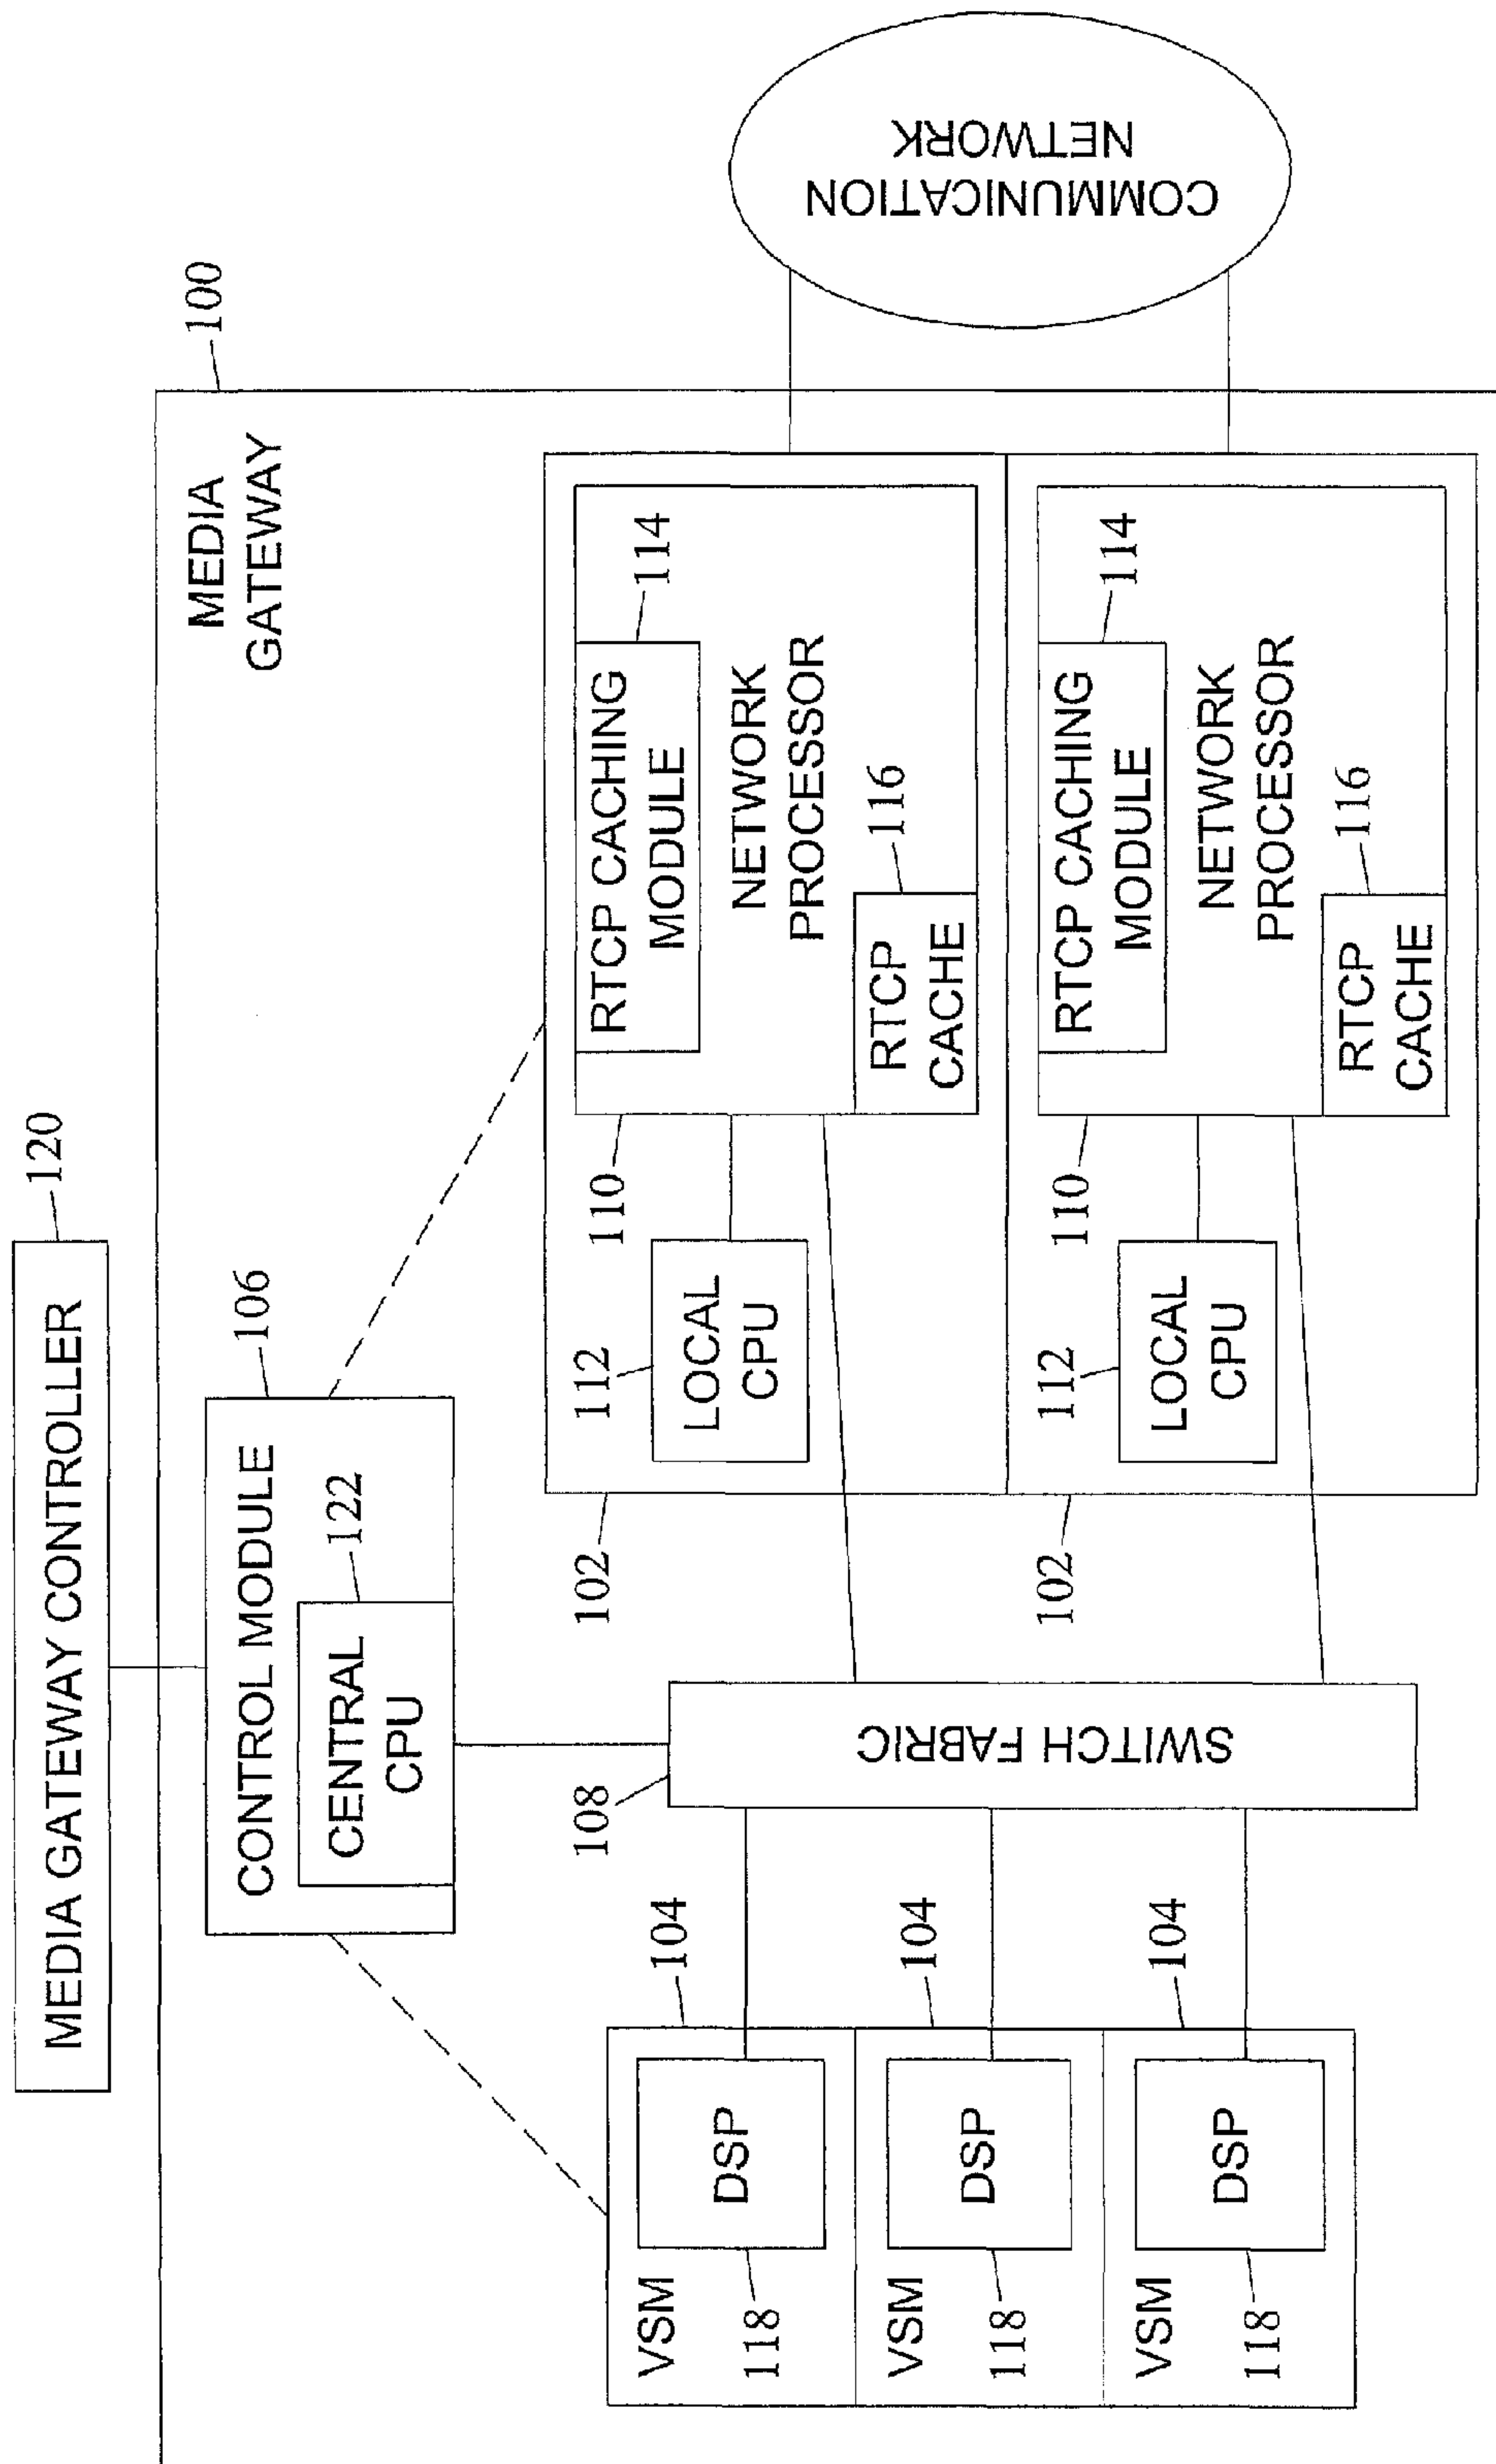 MEDIA GATEWAY CONTROLLER
120
MEDIA
GATEWAY
100
CONTROL MODULE
106
CENTRAL
CPU
122
VSM
DSP
104
118
VSM
DSP
104
118
VSM
DSP
104
118
108
SWITCH FABRIC
102
112
LOCAL
CPU
110
RTCP CACHING
MODULE
114
NETWORK
PROCESSOR
RTCP
CACHE
116
102
112
LOCAL
CPU
110
RTCP CACHING
MODULE
114
NETWORK
PROCESSOR
RTCP
CACHE
116
COMMUNICATION
NETWORK